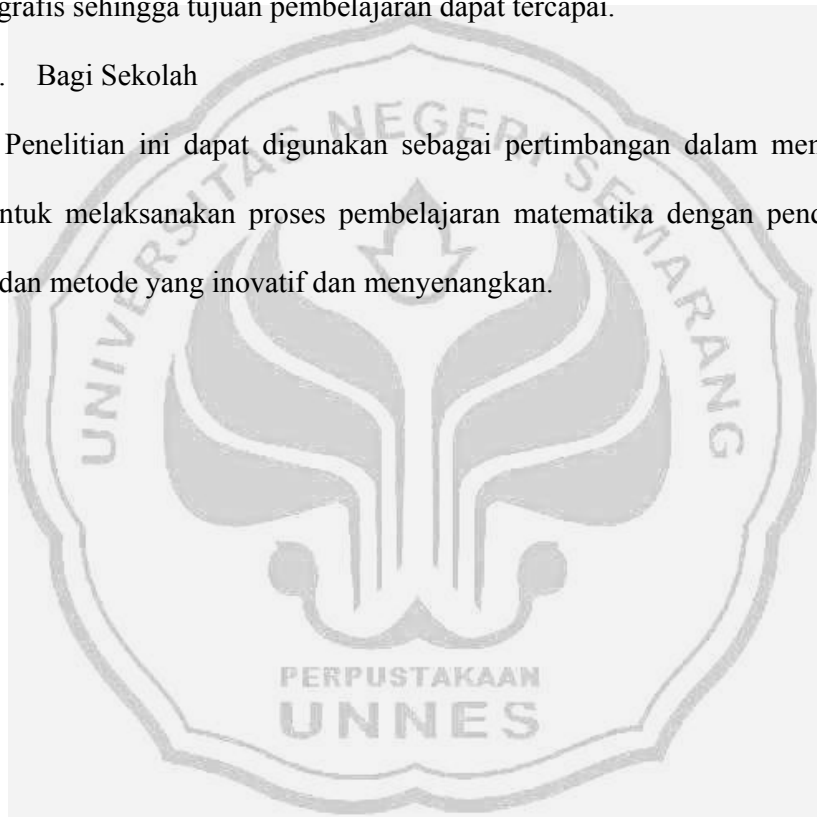 grafis sehingga tujuan pembelajaran dapat tercapai.
. Bagi Sekolah
Penelitian ini dapat digunakan sebagai pertimbangan dalam men
ntuk melaksanakan proses pembelajaran matematika dengan pend
dan metode yang inovatif dan menyenangkan.
UNIVERSITAS NEGERI SEMARANG
PERPUSTAKAAN
UNNES